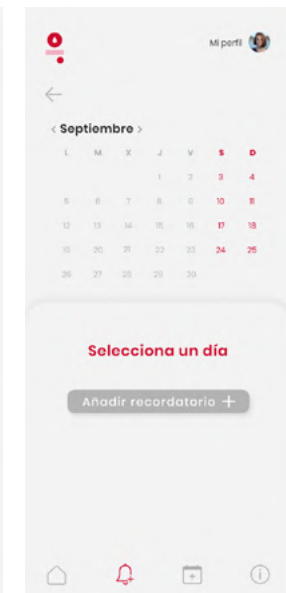 Mi perfil
< Septiembre >
L M X J V S D
1 2 3 4
5 6 7 8 9 10 11
12 13 14 15 16 17 18
19 20 21 22 23 24 25
26 27 28 29 30
Selecciona un día
Añadir recordatorio +